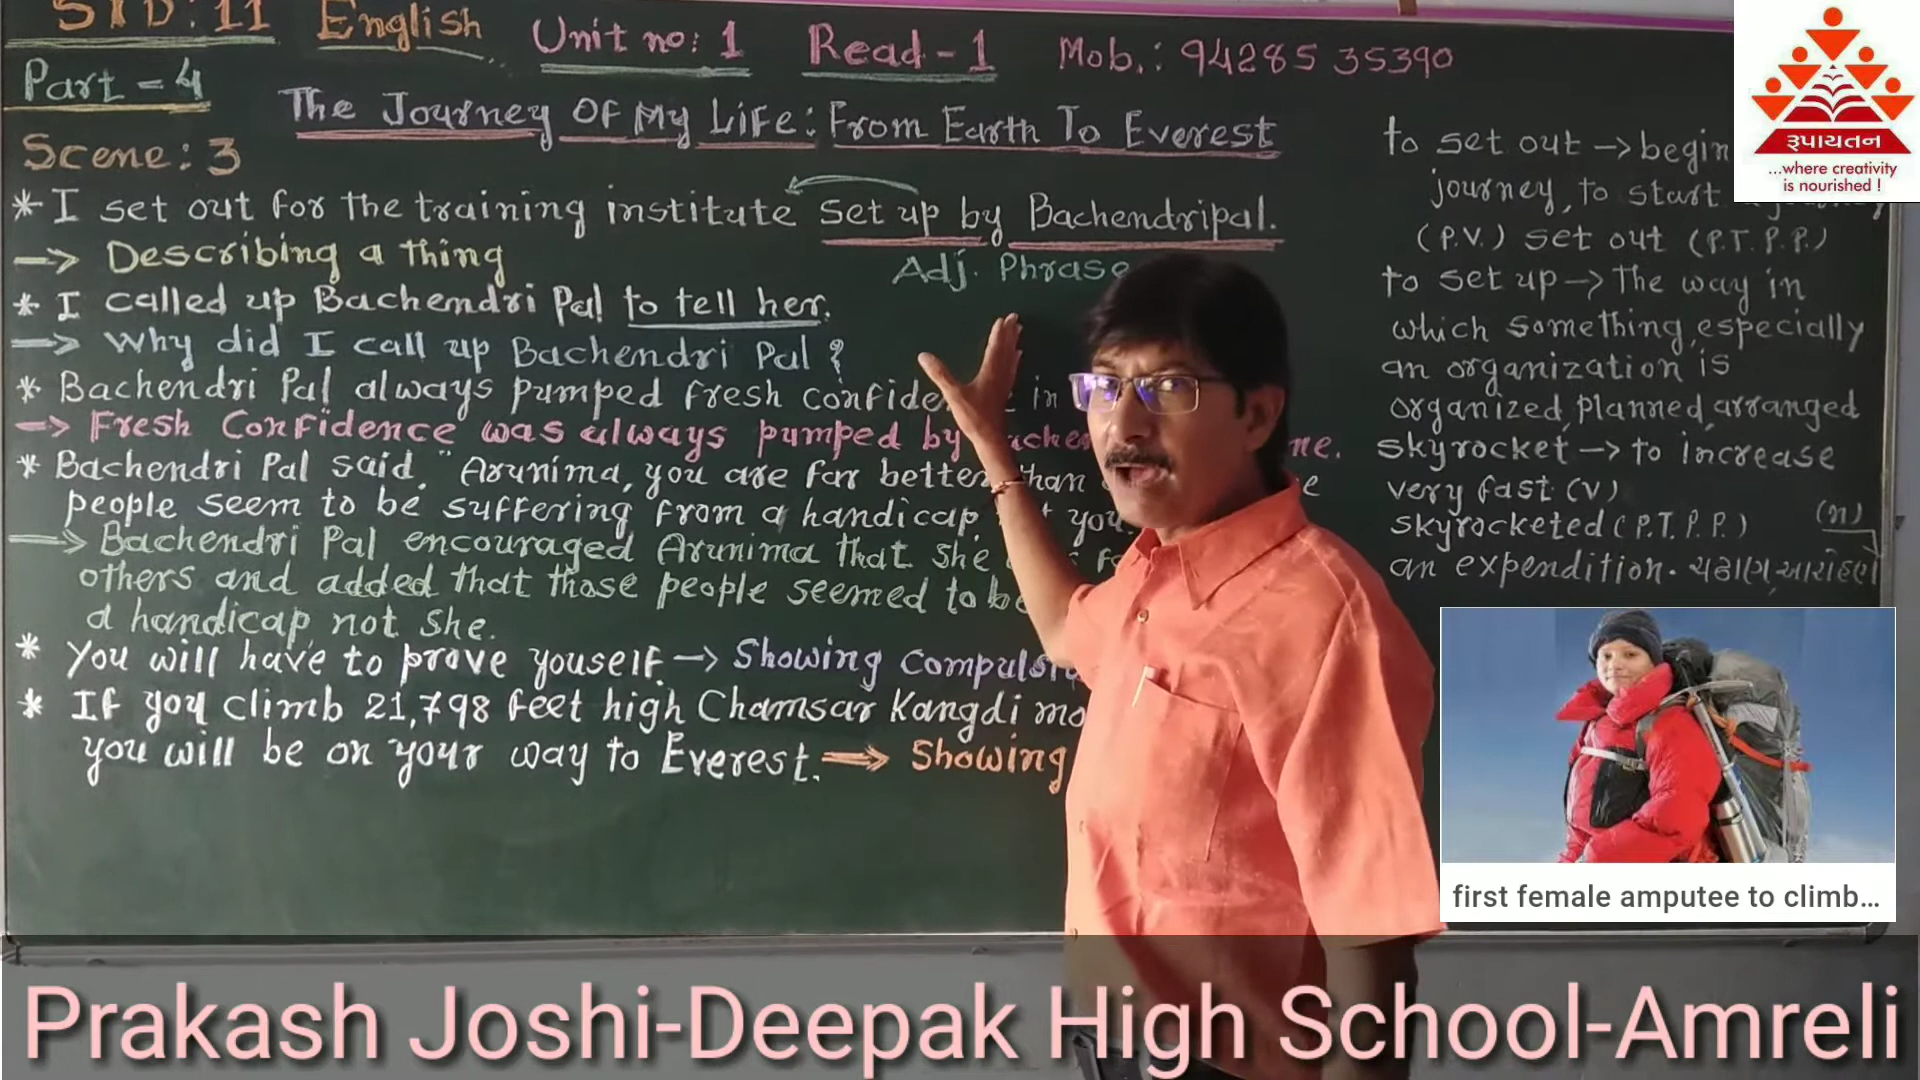 STD: 11 English Unit no: 1 Read - 1 Mob.: 94285 35390
Part - 4
The Journey Of My Life: From Earth To Everest
Scene: 3
* I set out for the training institute set up by Bachendripal.
Adj. Phrase
→ Describing a thing
* I called up Bachendri Pal to tell her.
→ Why did I call up Bachendri Pal ?
* Bachendri Pal always pumped fresh confide in
→ Fresh Confidence was always pumped by me.
* Bachendri Pal said, "Arunima, you are far better than
people seem to be suffering from a handicap, you
→ Bachendri Pal encouraged Arunima that she
others and added that those people seemed to be
a handicap, not she.
* You will have to prove youself. → Showing
* If you climb 21,798 feet high Chamsar Kangdi
you will be on your way to Everest. → Showing
to set out → begin
journey, to start a journey
(P.V.) set out (P.T. P.P.)
to set up → The way in
which something, especially
an organization is
organized, planned, arranged
skyrocket → to increase
very fast (v)
skyrocketed (P.T. P.P.) (n)
an expendition. ચઢાણ, આરોહણ
રૂપાયતન
...where creativity
is nourished !
first female amputee to climb...
Prakash Joshi-Deepak High School-Amreli